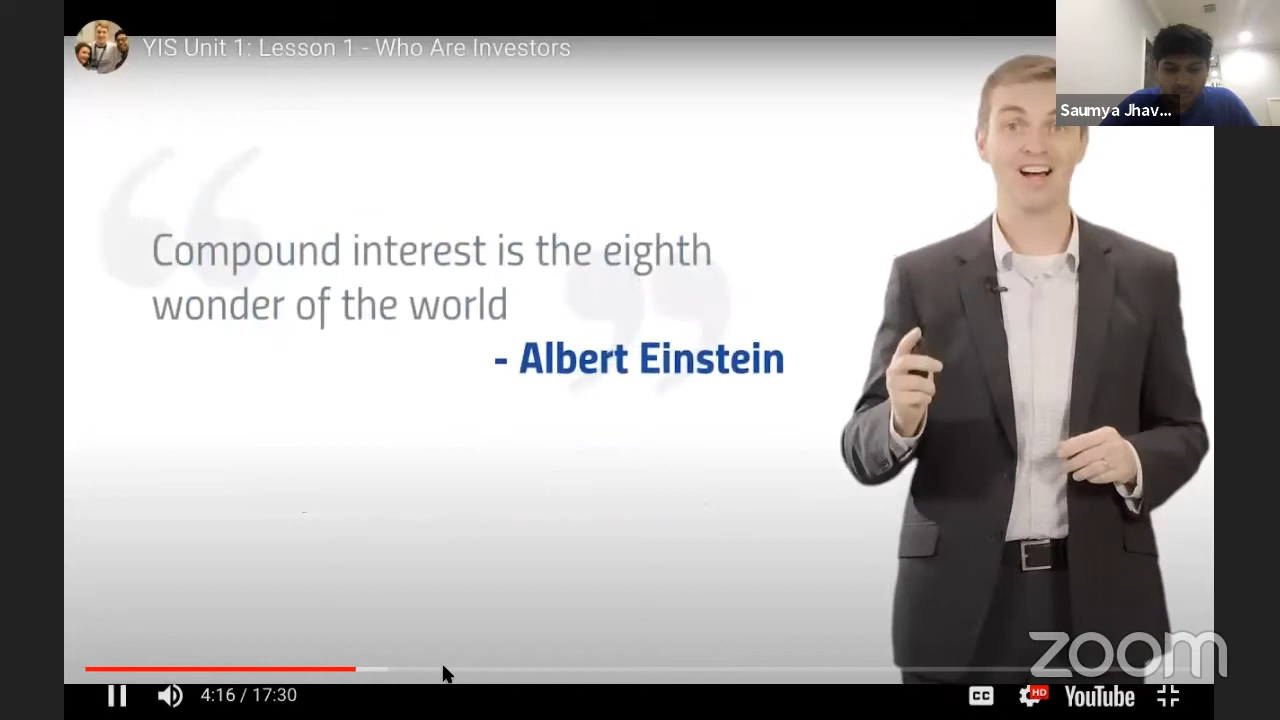 YIS Unit 1: Lesson 1 - Who Are Investors
Saumya Jhav...
Compound interest is the eighth
wonder of the world
- Albert Einstein
zoom
4:16 / 17:30
CC
HD
YouTube